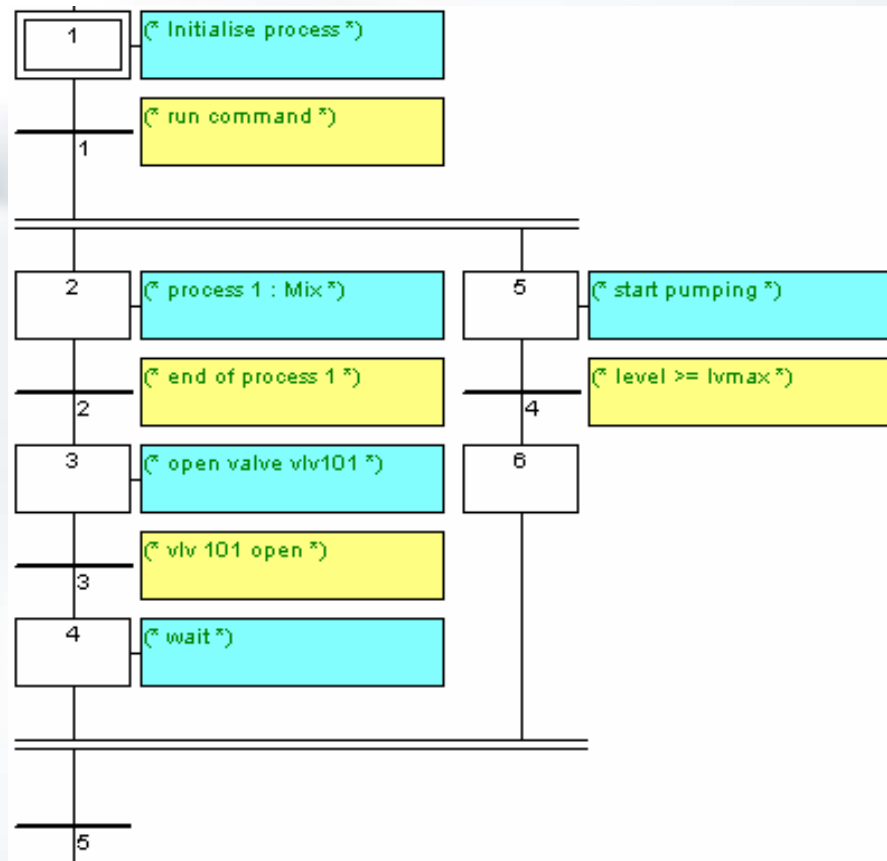 1
(* Initialise process *)
(* run command *)
1
2
(* process 1 : Mix *)
5
(* start pumping *)
(* end of process 1 *)
2
(* level >= lvmax *)
4
3
(* open valve vlv101 *)
6
(* vlv 101 open *)
3
4
(* wait *)
5